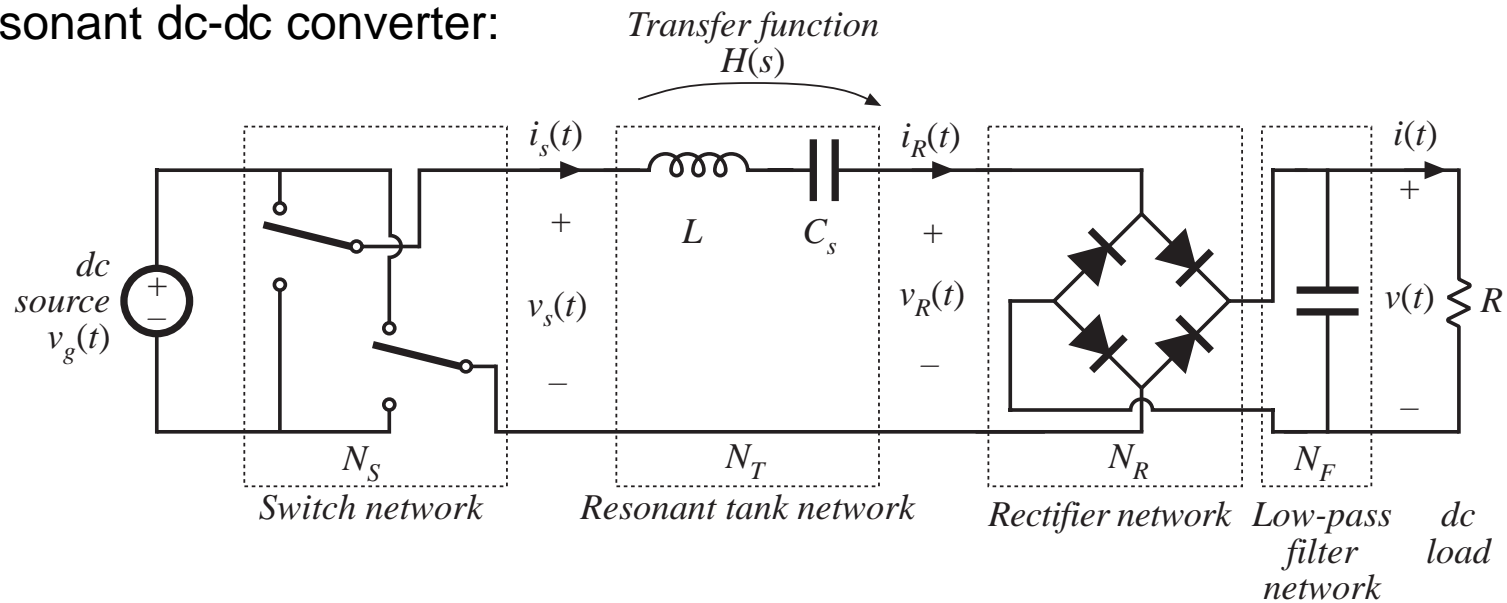 sonant dc-dc converter:
Transfer function
H(s)
i_s(t)
i_R(t)
i(t)
+
+
+
L
C_s
dc
source
v_g(t)
+
–
v_s(t)
v_R(t)
v(t)
R
–
–
–
N_S
N_T
N_R
N_F
Switch network
Resonant tank network
Rectifier network
Low-pass
filter
network
dc
load